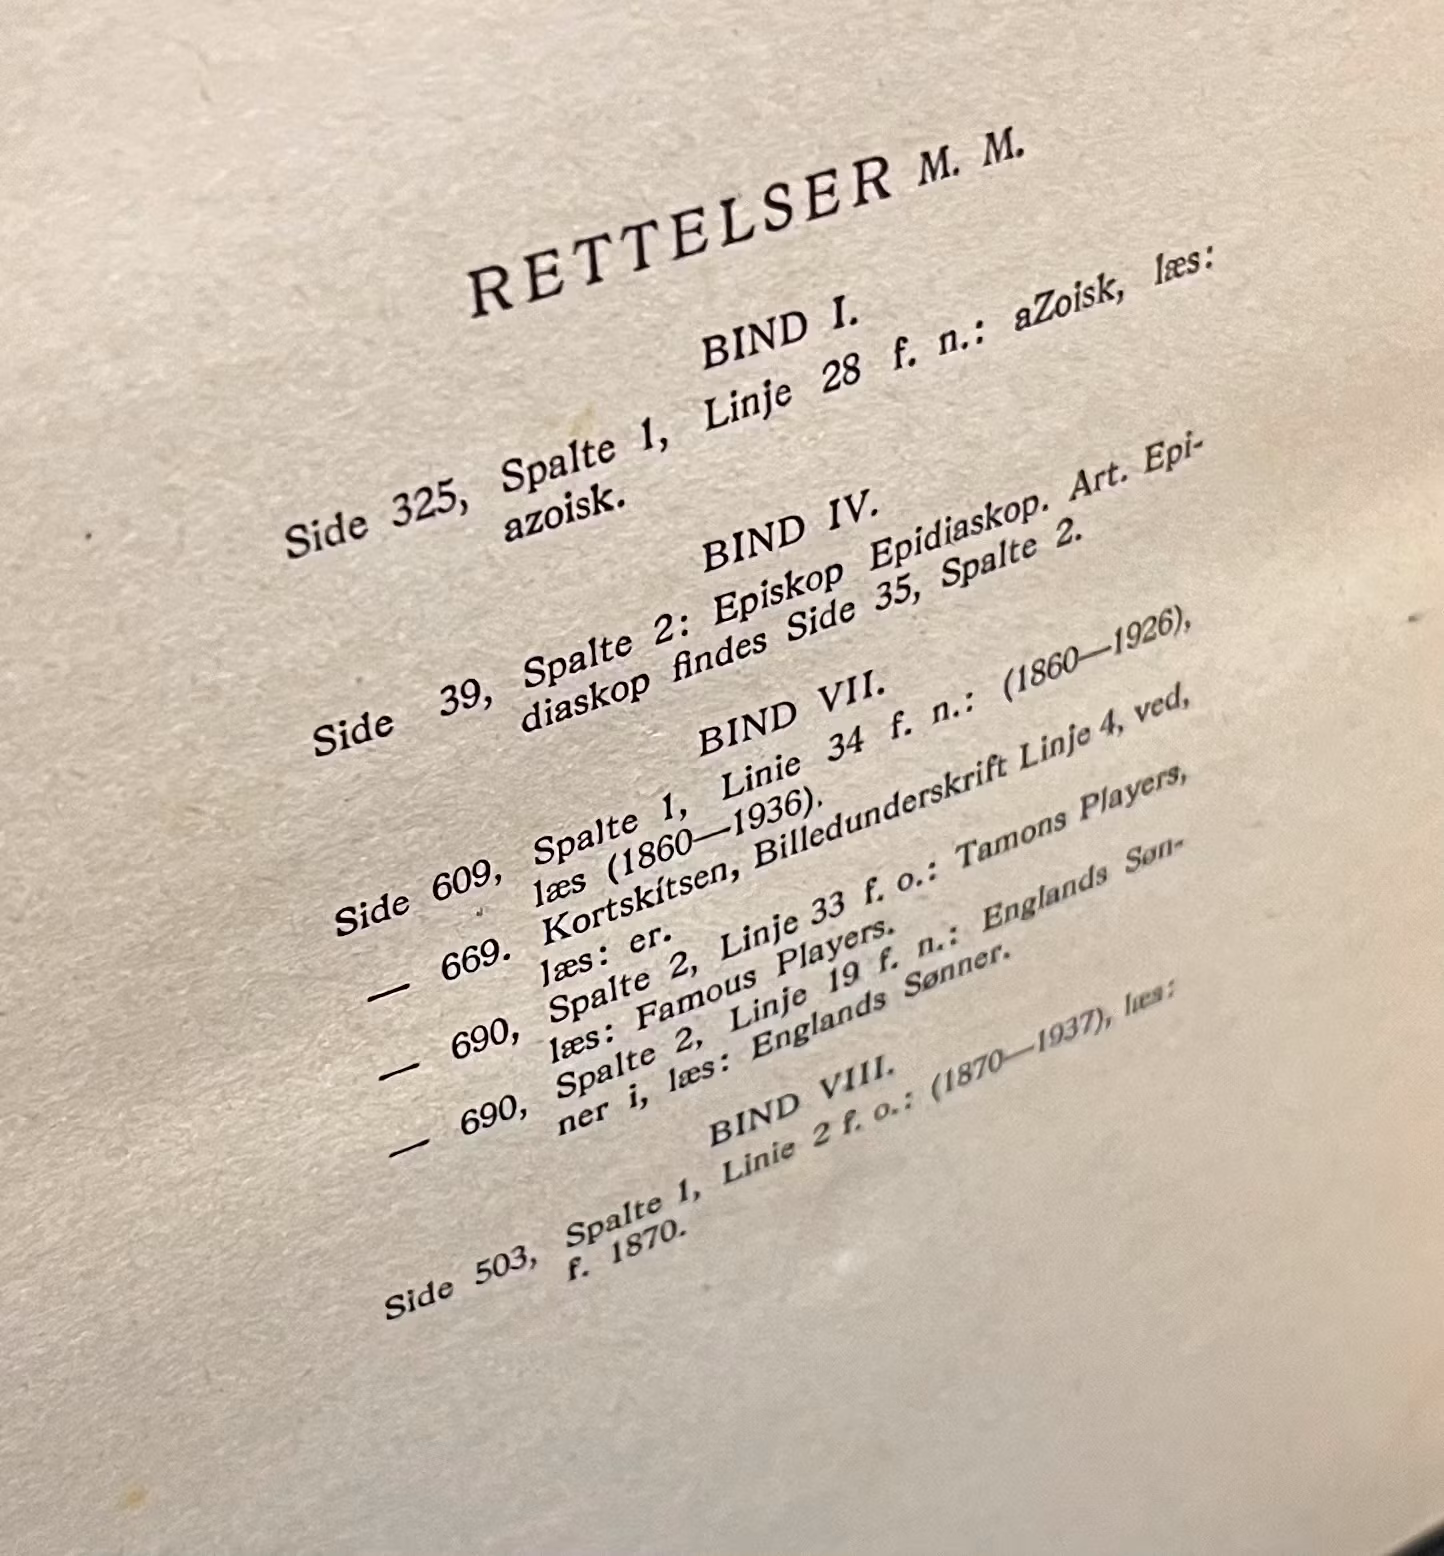 RETTELSER M. M.
BIND I.
Side 325, Spalte 1, Linje 28 f. n.: aZoisk, læs:
azoisk.
BIND IV.
Side 39, Spalte 2: Episkop Epidiaskop. Art. Epi-
diaskop findes Side 35, Spalte 2.
BIND VII.
Side 609, Spalte 1, Linie 34 f. n.: (1860—1926),
læs (1860—1936).
— 669. Kortskitsen, Billedunderskrift Linje 4, ved,
læs: er.
— 690, Spalte 2, Linje 33 f. o.: Tamons Players,
læs: Famous Players.
— 690, Spalte 2, Linje 19 f. n.: Englands Søn-
ner i, læs: Englands Sønner.
BIND VIII.
Side 503, Spalte 1, Linie 2 f. o.: (1870—1937), læs:
f. 1870.